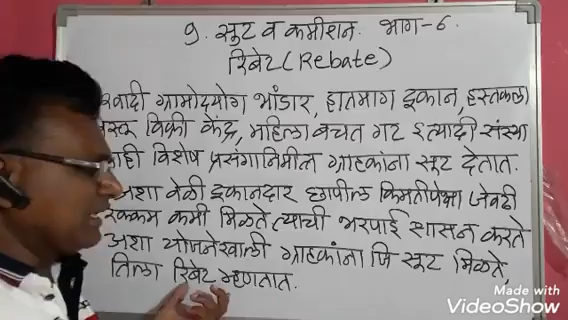 9. सूट व कमीशन. भाग-6.
रिबेट (Rebate)
खादी ग्रामोदयोग भांडार, हातमाग दुकान, हस्तकला
वस्तू विक्री केंद्र, महिला बचत गट इत्यादी संस्था
काही विशेष प्रसंगानिमीत्त ग्राहकांना सूट देतात.
अशा वेळी दुकानदार छापील किंमतीपेक्षा जेवढी
रक्कम कमी मिळते त्याची भरपाई शासन करते
अशा योजनेखाली ग्राहकांना जि सूट मिळते,
तिला रिबेट म्हणतात.
Made with
VideoShow